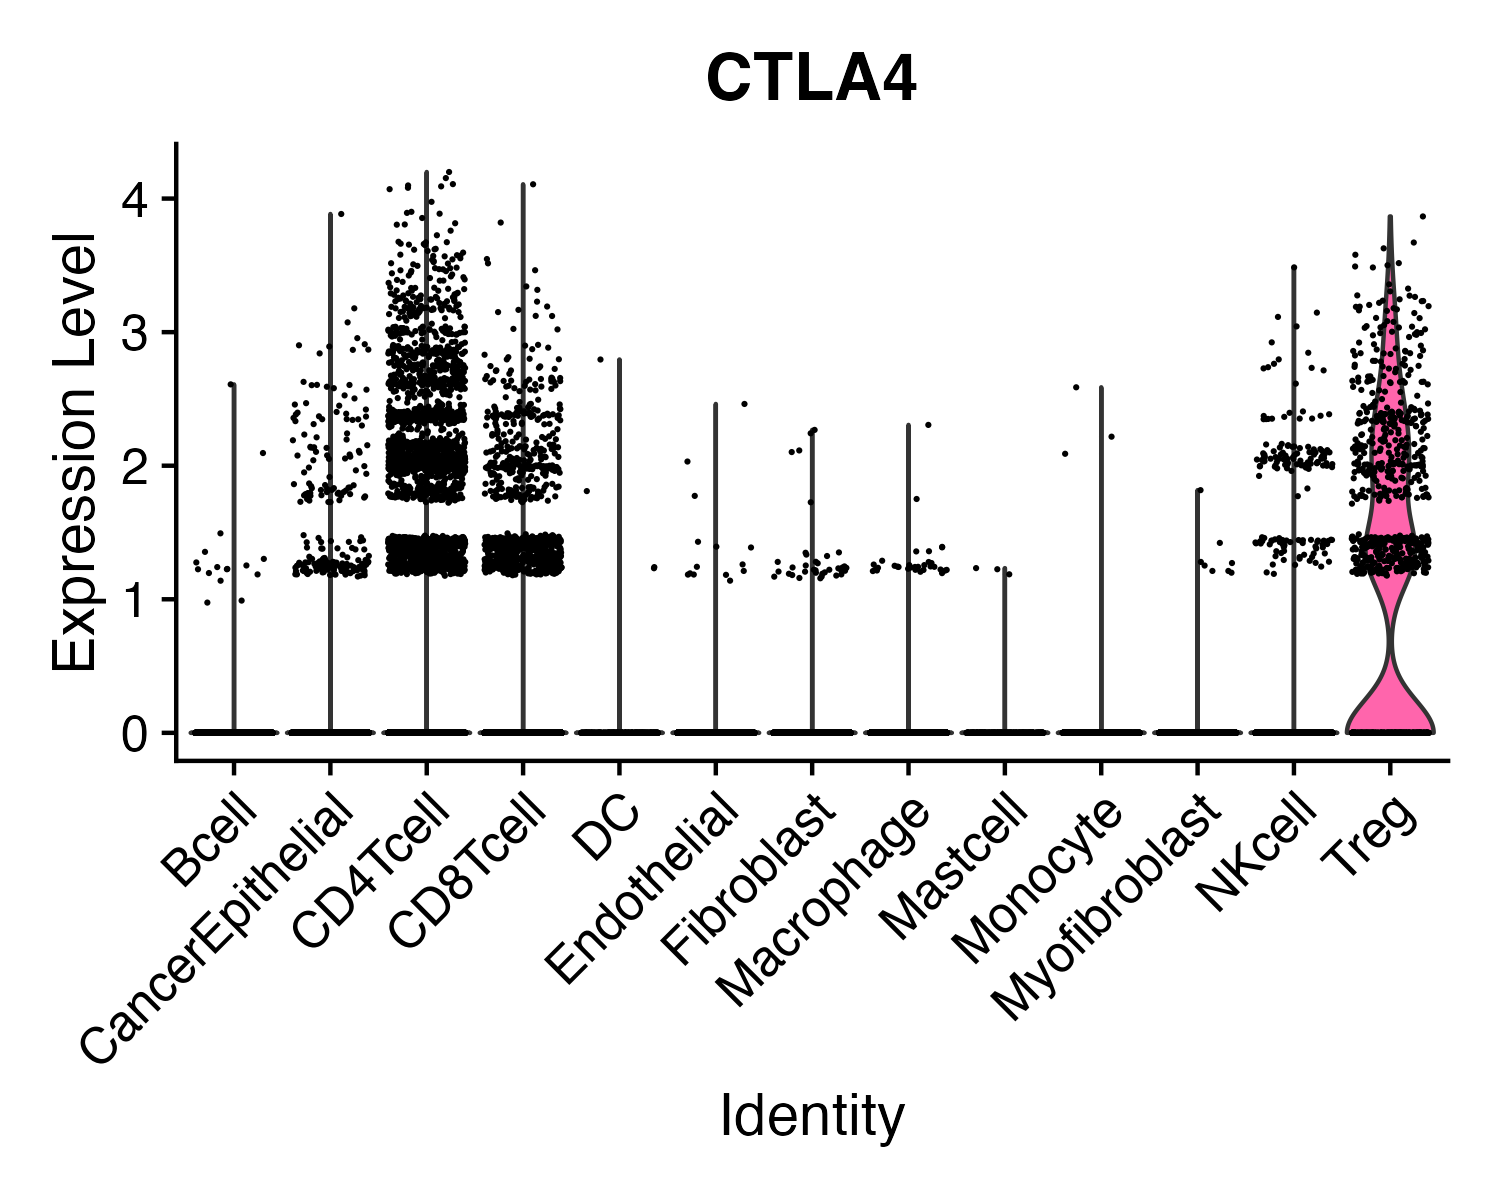 CTLA4
Expression Level
4
3
2
1
0
Bcell
CancerEpithelial
CD4Tcell
CD8Tcell
DC
Endothelial
Fibroblast
Macrophage
Mastcell
Monocyte
Myofibroblast
NKcell
Treg
Identity